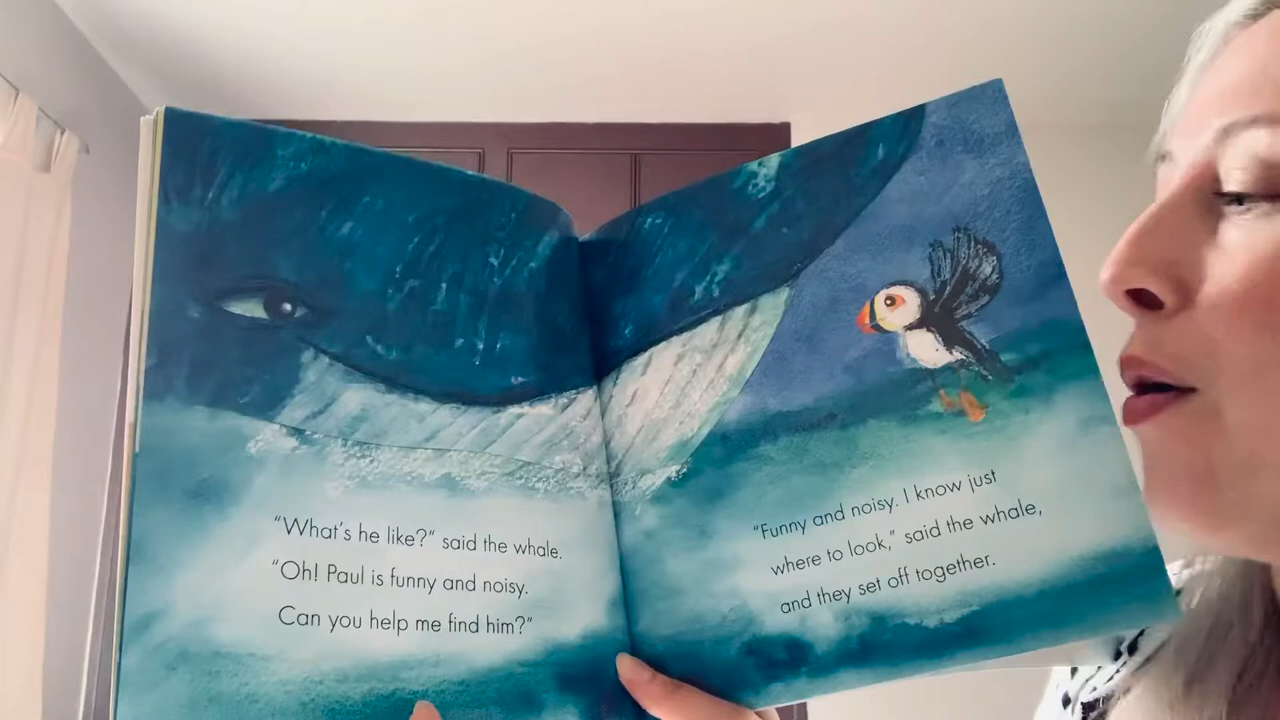 “What’s he like?” said the whale.
“Oh! Paul is funny and noisy.
Can you help me find him?”
“Funny and noisy. I know just
where to look,” said the whale,
and they set off together.